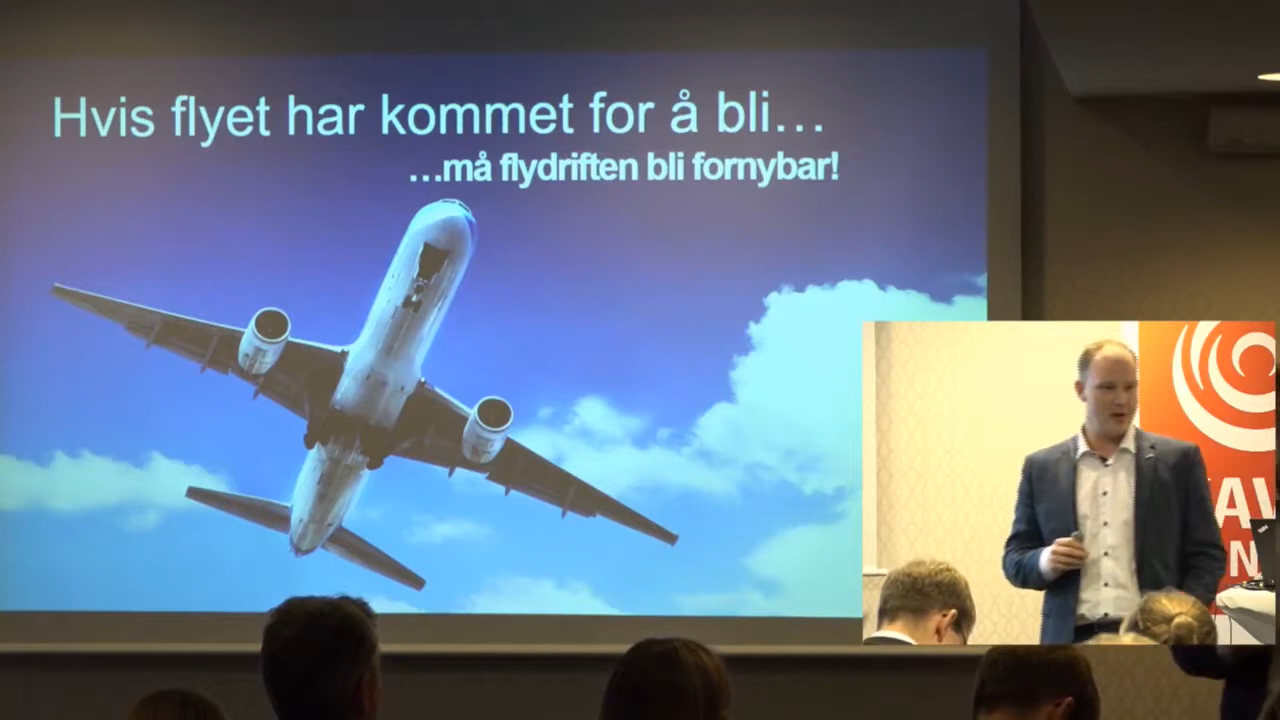 Hvis flyet har kommet for å bli…
…må flydriften bli fornybar!